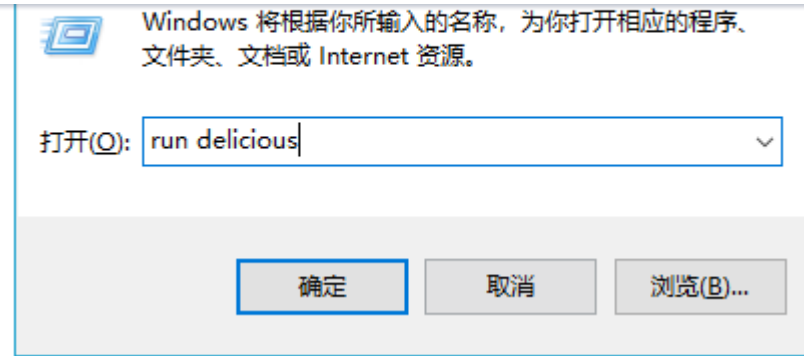 Windows 将根据你所输入的名称，为你打开相应的程序、
文件夹、文档或 Internet 资源。
打开(O): run delicious
确定 取消 浏览(B)...